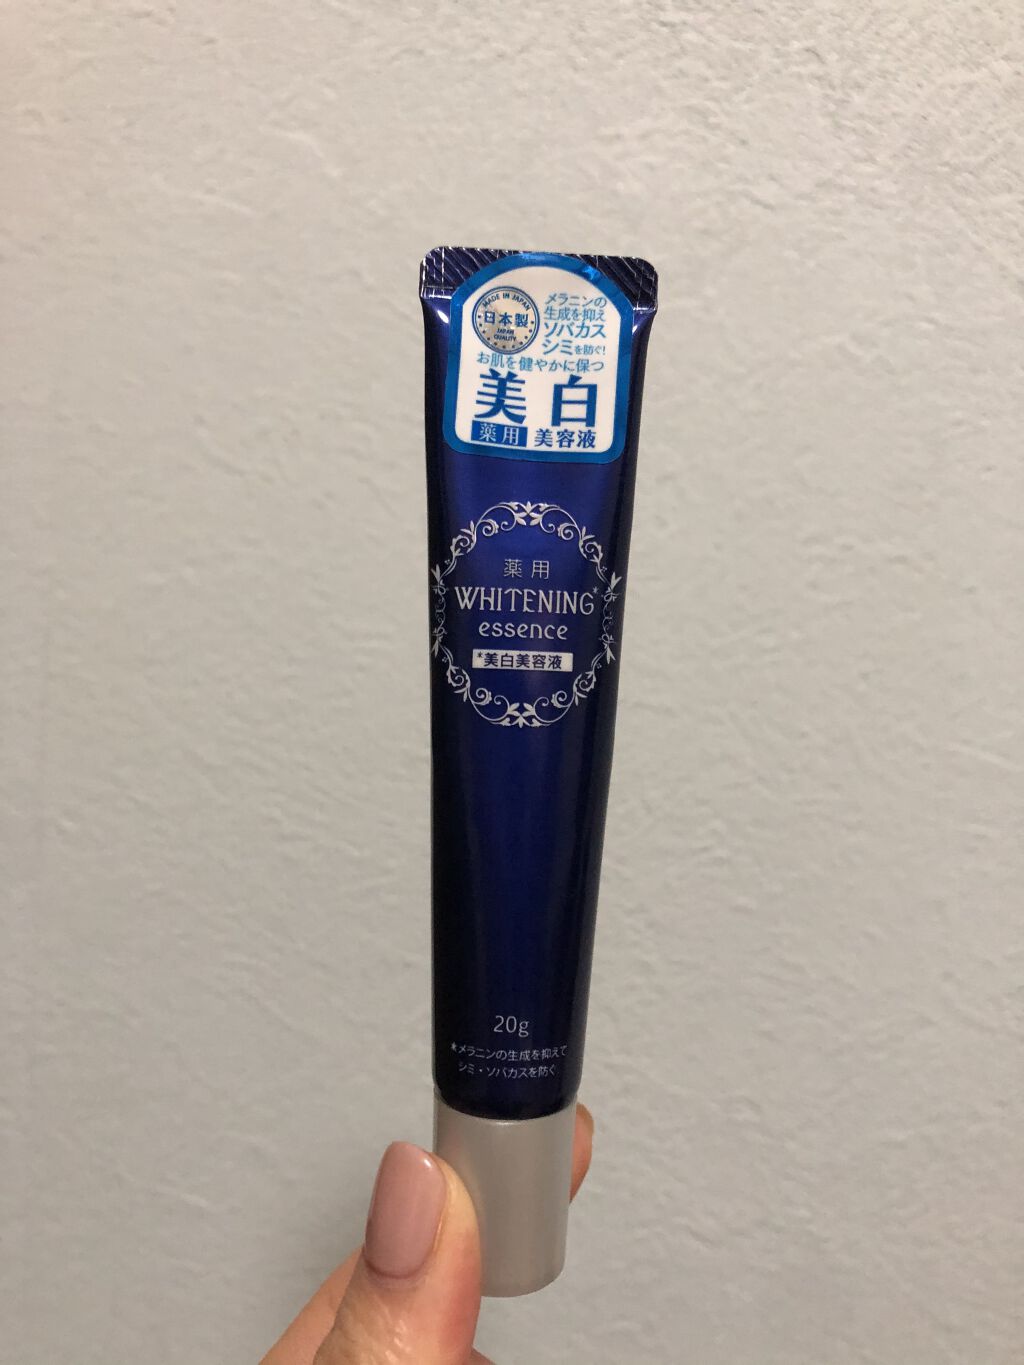 MADE IN JAPAN
日本製
JAPAN
QUALITY
メラニンの
生成を抑え
ソバカス
シミを防ぐ!
お肌を健やかに保つ
美白
薬用 美容液
薬用
WHITENING*
essence
*美白美容液
20g
*メラニンの生成を抑えて
シミ・ソバカスを防ぐ